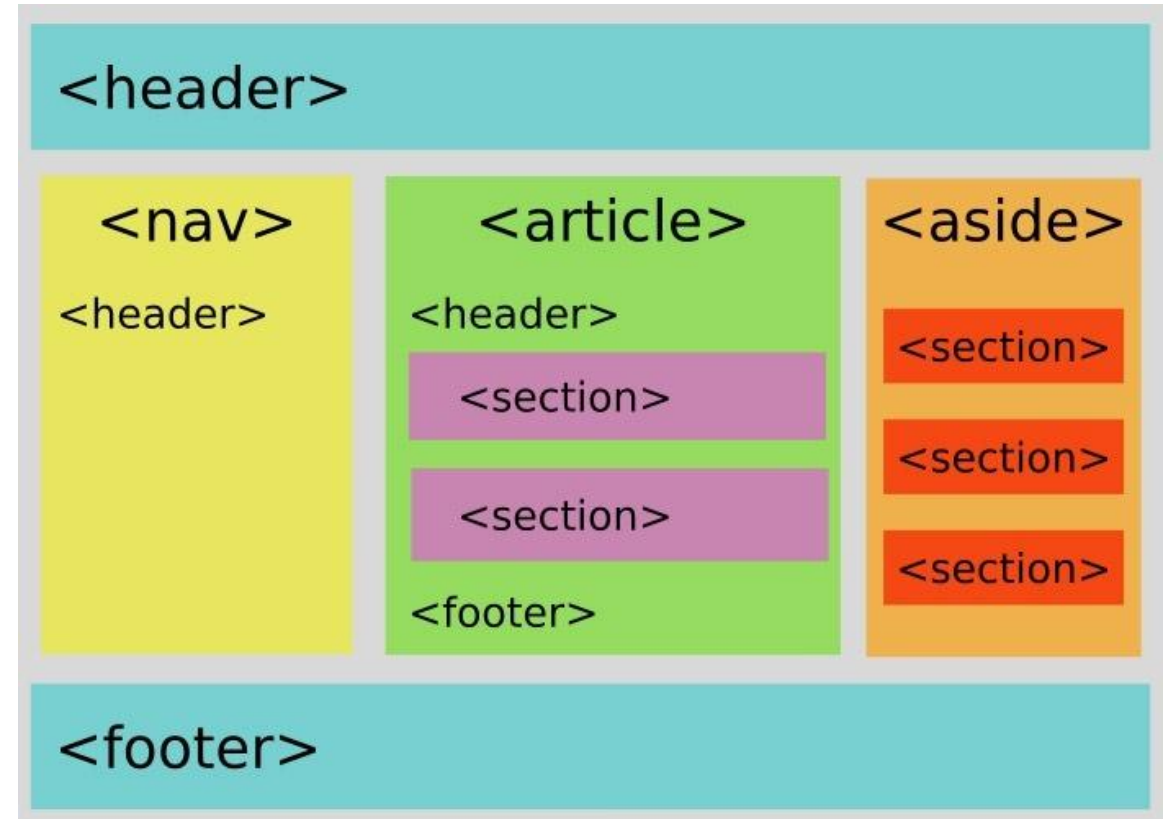 <header>
<nav>
<header>
<article>
<header>
<section>
<section>
<footer>
<aside>
<section>
<section>
<section>
<footer>